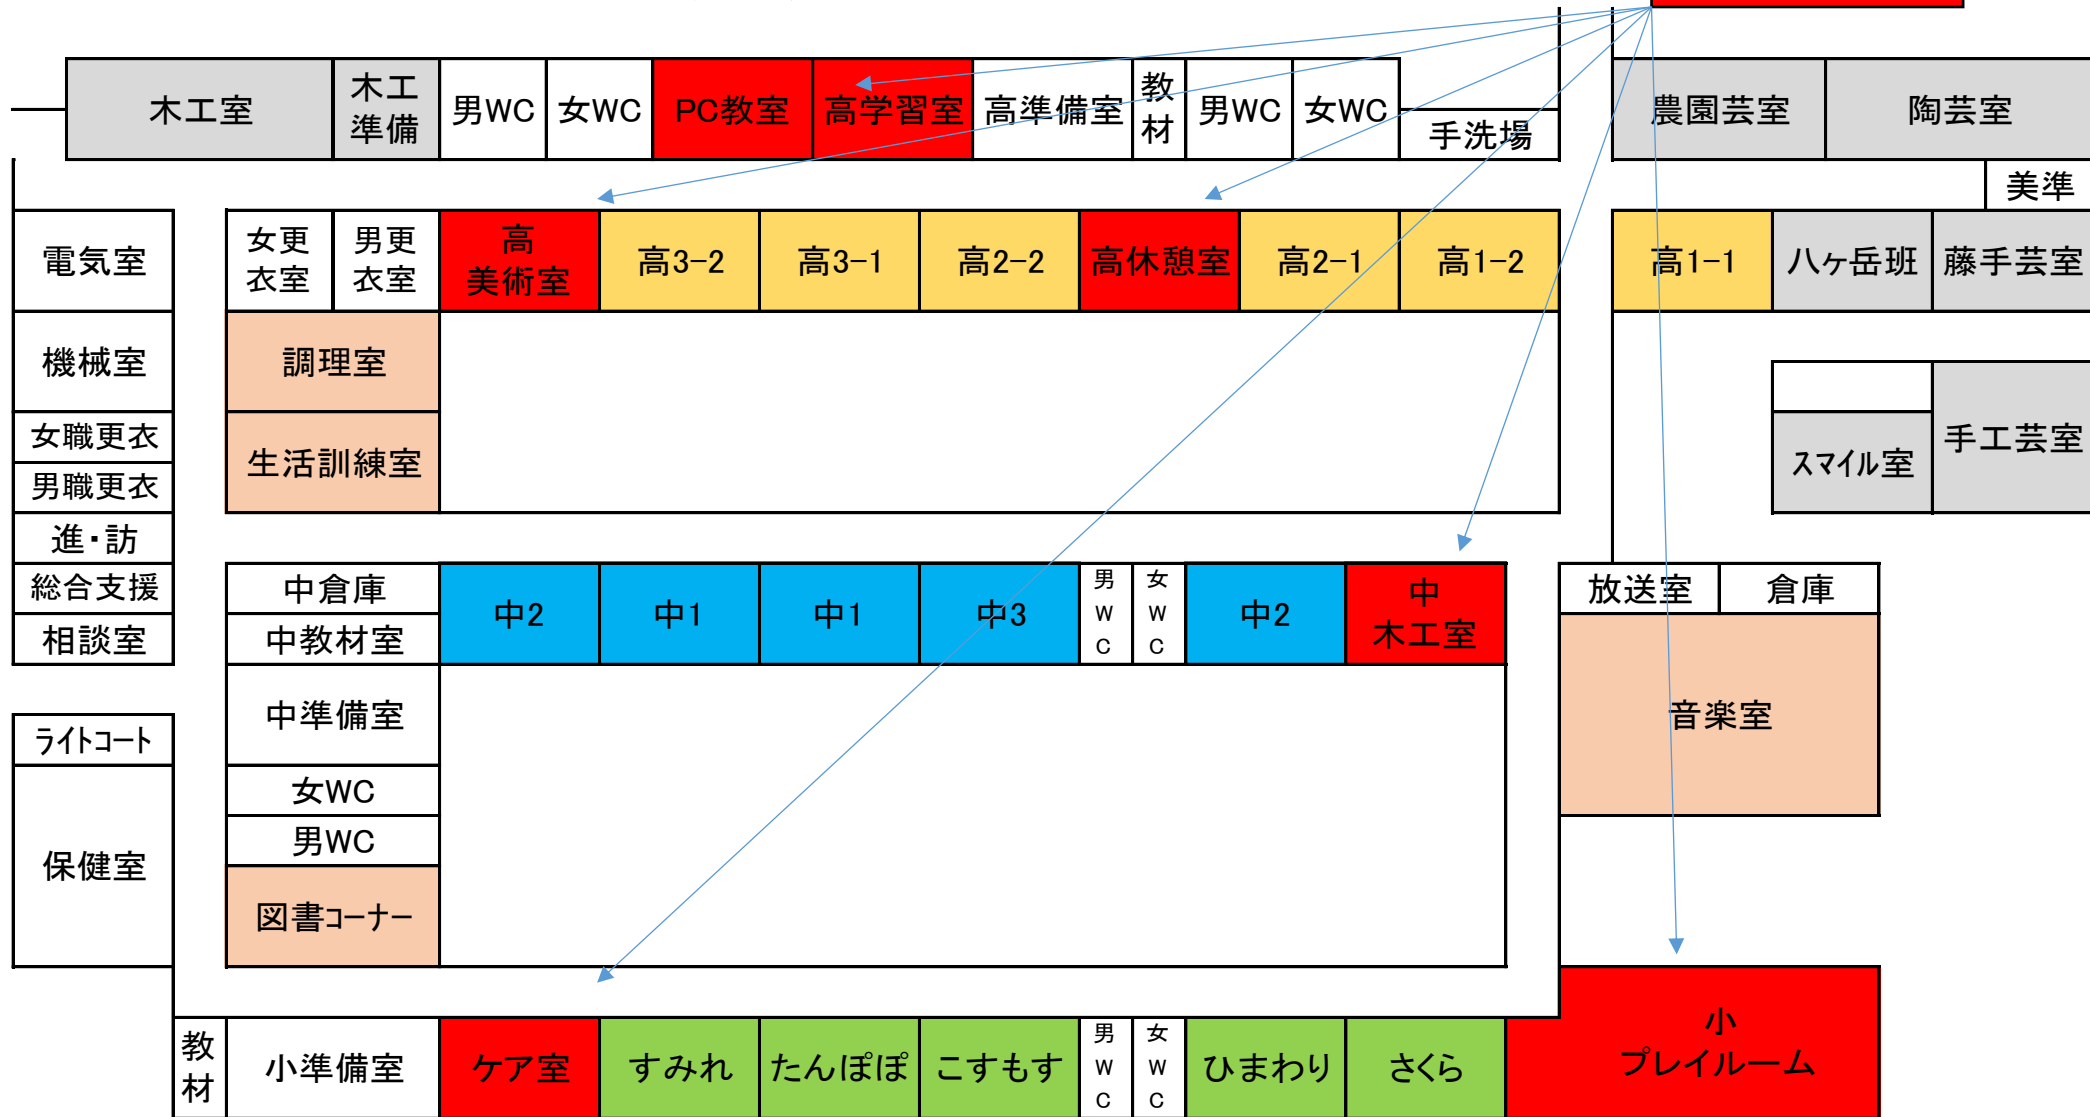 木工室
木工
準備
男WC
女WC
PC教室
高学習室
高準備室
教
材
男WC
女WC
手洗場
農園芸室
陶芸室
美準
電気室
女更
衣室
男更
衣室
高
美術室
高3-2
高3-1
高2-2
高休憩室
高2-1
高1-2
高1-1
八ヶ岳班
藤手芸室
機械室
調理室
女職更衣
生活訓練室
スマイル室
手工芸室
男職更衣
進・訪
総合支援
中倉庫
中2
中1
中1
中3
男
W
C
女
W
C
中2
中
木工室
放送室
倉庫
相談室
中教材室
中準備室
音楽室
ライトコート
女WC
男WC
保健室
図書コーナー
教
材
小準備室
ケア室
すみれ
たんぽぽ
こすもす
男
W
C
女
W
C
ひまわり
さくら
小
プレイルーム